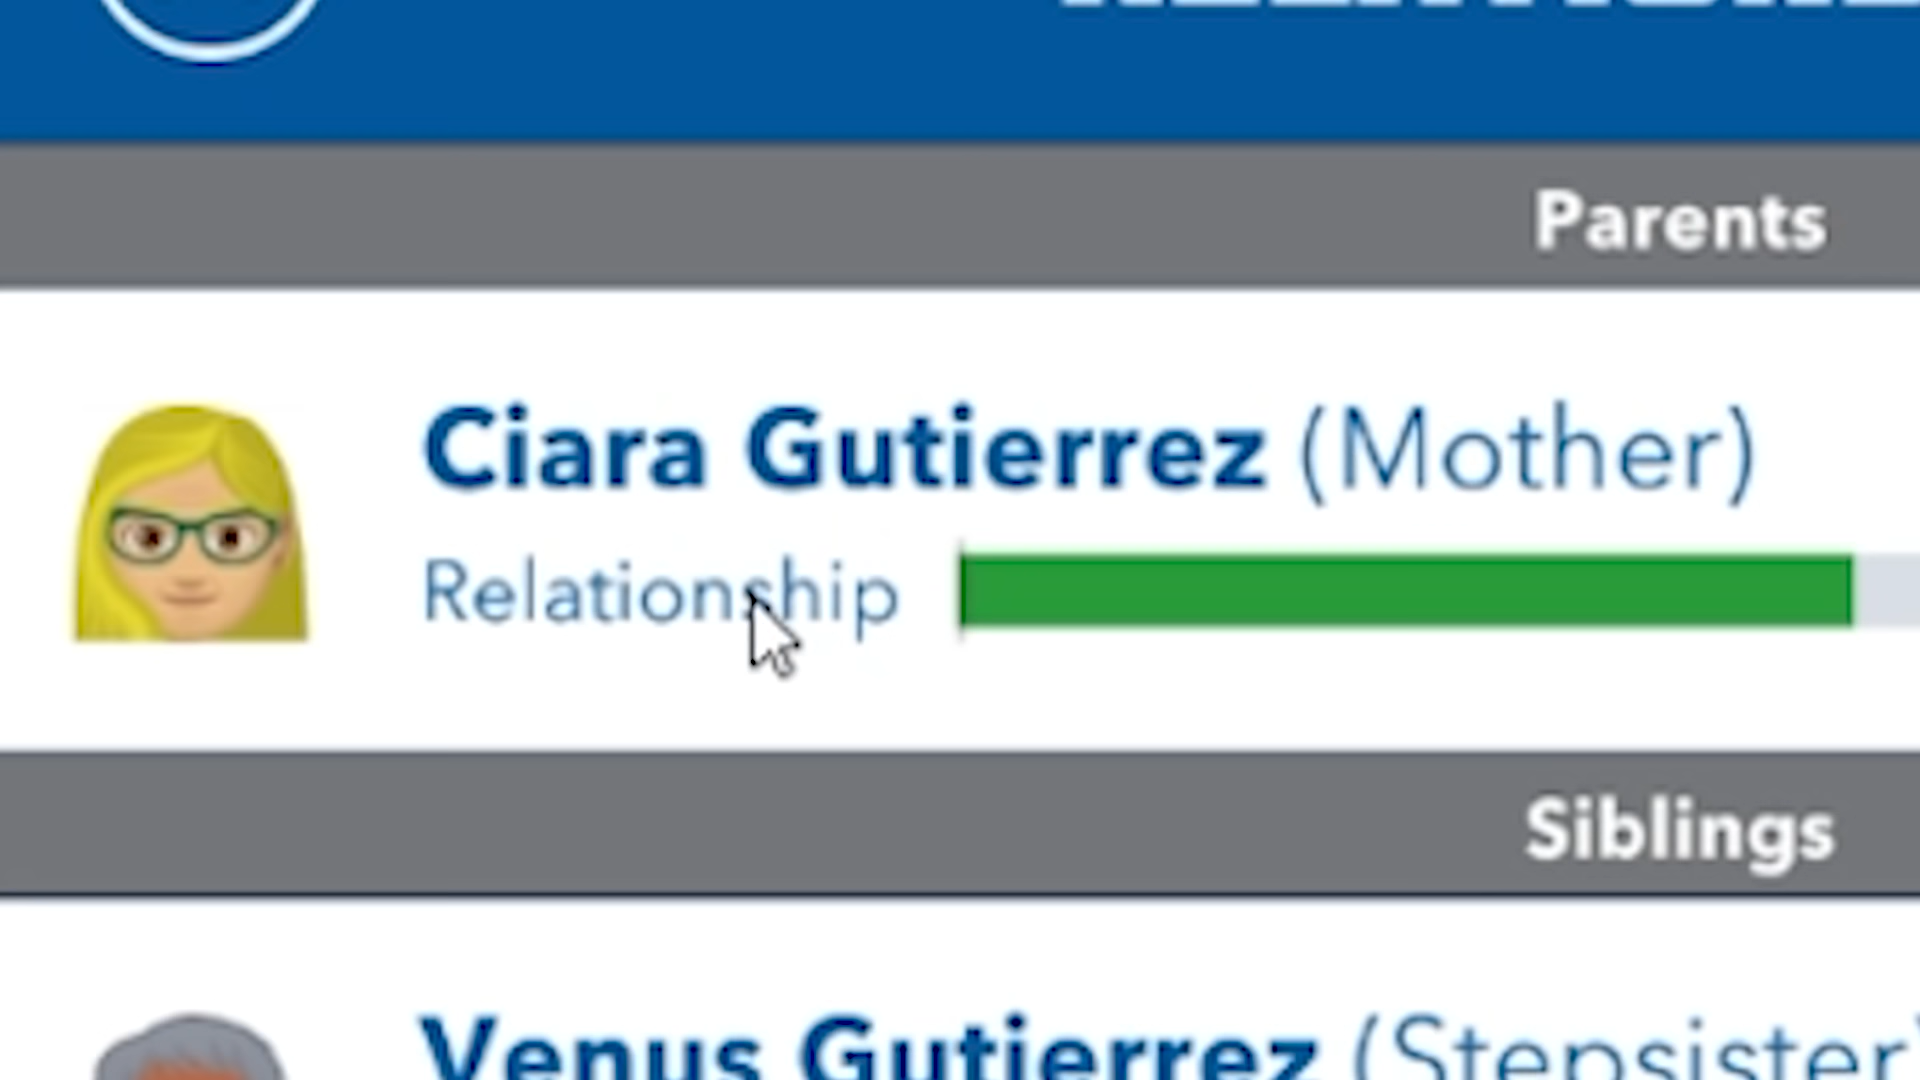 Parents
Ciara Gutierrez (Mother)
Relationship
Siblings
Venus Gutierrez (Stepsister)